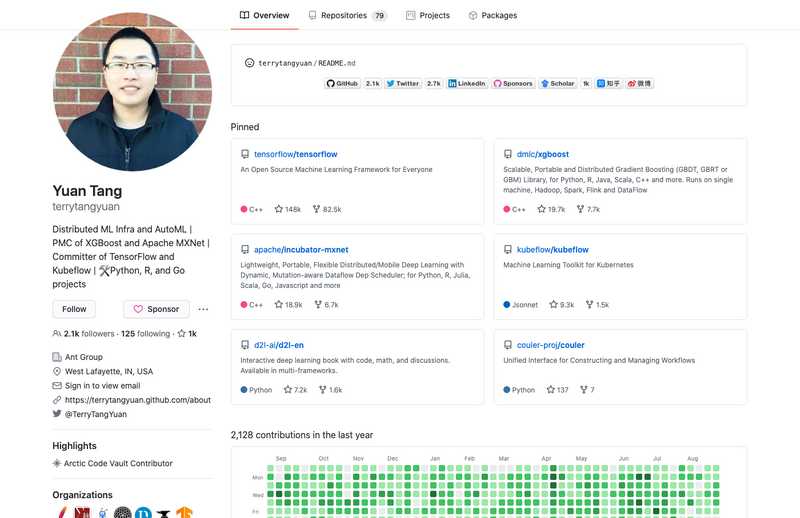 Overview
Repositories 79
Projects
Packages
terrytangyuan/README.md
GitHub 2.1k Twitter 2.7k LinkedIn Sponsors Scholar 1k 知乎 微博
Yuan Tang
terrytangyuan
Distributed ML Infra and AutoML |
PMC of XGBoost and Apache MXNet |
Committer of TensorFlow and
Kubeflow | 🛠Python, R, and Go
projects
Follow
Sponsor
2.1k followers · 125 following · 1k
Ant Group
West Lafayette, IN, USA
Sign in to view email
https://terrytangyuan.github.com/about
@TerryTangYuan
Highlights
Arctic Code Vault Contributor
Organizations
Pinned
tensorflow/tensorflow
An Open Source Machine Learning Framework for Everyone
C++ 148k 82.5k
dmlc/xgboost
Scalable, Portable and Distributed Gradient Boosting (GBDT, GBRT or
GBM) Library, for Python, R, Java, Scala, C++ and more. Runs on single
machine, Hadoop, Spark, Flink and DataFlow
C++ 19.7k 7.7k
apache/incubator-mxnet
Lightweight, Portable, Flexible Distributed/Mobile Deep Learning with
Dynamic, Mutation-aware Dataflow Dep Scheduler; for Python, R, Julia,
Scala, Go, Javascript and more
C++ 18.9k 6.7k
kubeflow/kubeflow
Machine Learning Toolkit for Kubernetes
Jsonnet 9.3k 1.5k
d2l-ai/d2l-en
Interactive deep learning book with code, math, and discussions.
Available in multi-frameworks.
Python 7.2k 1.6k
couler-proj/couler
Unified Interface for Constructing and Managing Workflows
Python 137 7
2,128 contributions in the last year
Sep Oct Nov Dec Jan Feb Mar Apr May Jun Jul Aug
Mon
Wed
Fri